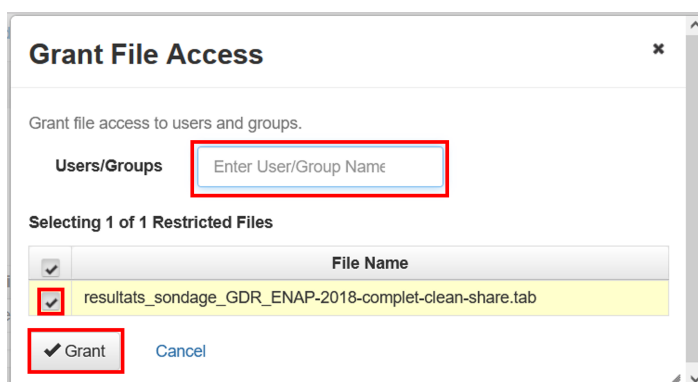 Grant File Access
Grant file access to users and groups.
Users/Groups
Enter User/Group Name
Selecting 1 of 1 Restricted Files
File Name
resultats_sondage_GDR_ENAP-2018-complet-clean-share.tab
Grant Cancel